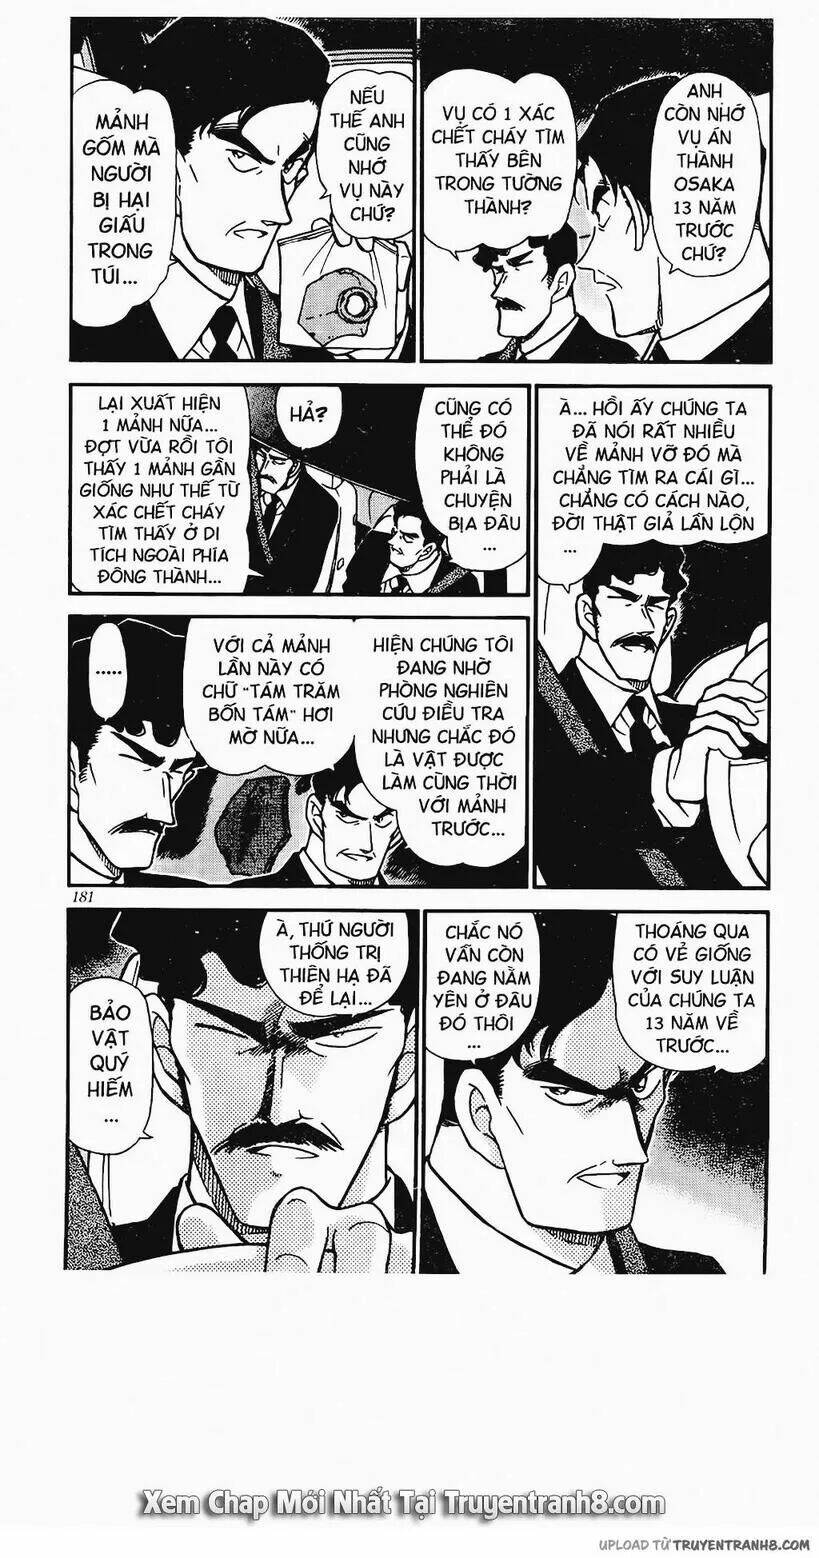 ANH
CÒN NHỚ
VỤ ÁN
THÀNH
OSAKA
13 NĂM
TRƯỚC
CHỨ?
VỤ CÓ 1 XÁC
CHẾT CHÁY TÌM
THẤY BÊN
TRONG TƯỜNG
THÀNH?
NẾU
THẾ ANH
CŨNG
NHỚ
VỤ NÀY
CHỨ?
MẢNH
GỐM MÀ
NGƯỜI
BỊ HẠI
GIẤU
TRONG
TÚI...
À... HỒI ẤY CHÚNG TA
ĐÃ NÓI RẤT NHIỀU
VỀ MẢNH VỠ ĐÓ MÀ
CHẲNG TÌM RA CÁI GÌ...
CHẲNG CÓ CÁCH NÀO,
ĐỜI THẬT GIẢ LẨN LỘN
...
CŨNG CÓ
THỂ ĐÓ
KHÔNG
PHẢI LÀ
CHUYỆN
BỊA ĐÂU
...
HẢ?
LẠI XUẤT HIỆN
1 MẢNH NỮA...
ĐỢT VỪA RỒI TÔI
THẤY 1 MẢNH GẦN
GIỐNG NHƯ THẾ TỪ
XÁC CHẾT CHÁY
TÌM THẤY Ở DI
TÍCH NGOÀI PHÍA
ĐÔNG THÀNH...
HIỆN CHÚNG TÔI
ĐANG NHỜ
PHÒNG NGHIÊN
CỨU ĐIỀU TRA
NHƯNG CHẮC ĐÓ
LÀ VẬT ĐƯỢC
LÀM CÙNG THỜI
VỚI MẢNH
TRƯỚC...
VỚI CẢ MẢNH
LẦN NÀY CÓ
CHỮ "TÁM TRĂM
BỐN TÁM" HƠI
MỜ NỮA...
.....
181
THOÁNG QUA
CÓ VẺ GIỐNG
VỚI SUY LUẬN
CỦA CHÚNG TA
13 NĂM VỀ
TRƯỚC...
CHẮC NÓ
VẪN CÒN
ĐANG NẰM
YÊN Ở ĐÂU
ĐÓ THÔI
...
À, THỨ NGƯỜI
THỐNG TRỊ
THIÊN HẠ ĐÃ
ĐỂ LẠI...
BẢO
VẬT
QUÝ
HIẾM
...
Xem Chap Mới Nhất Tại Truyentranh8.com
UPLOAD TỪ TRUYENTRANH8.COM